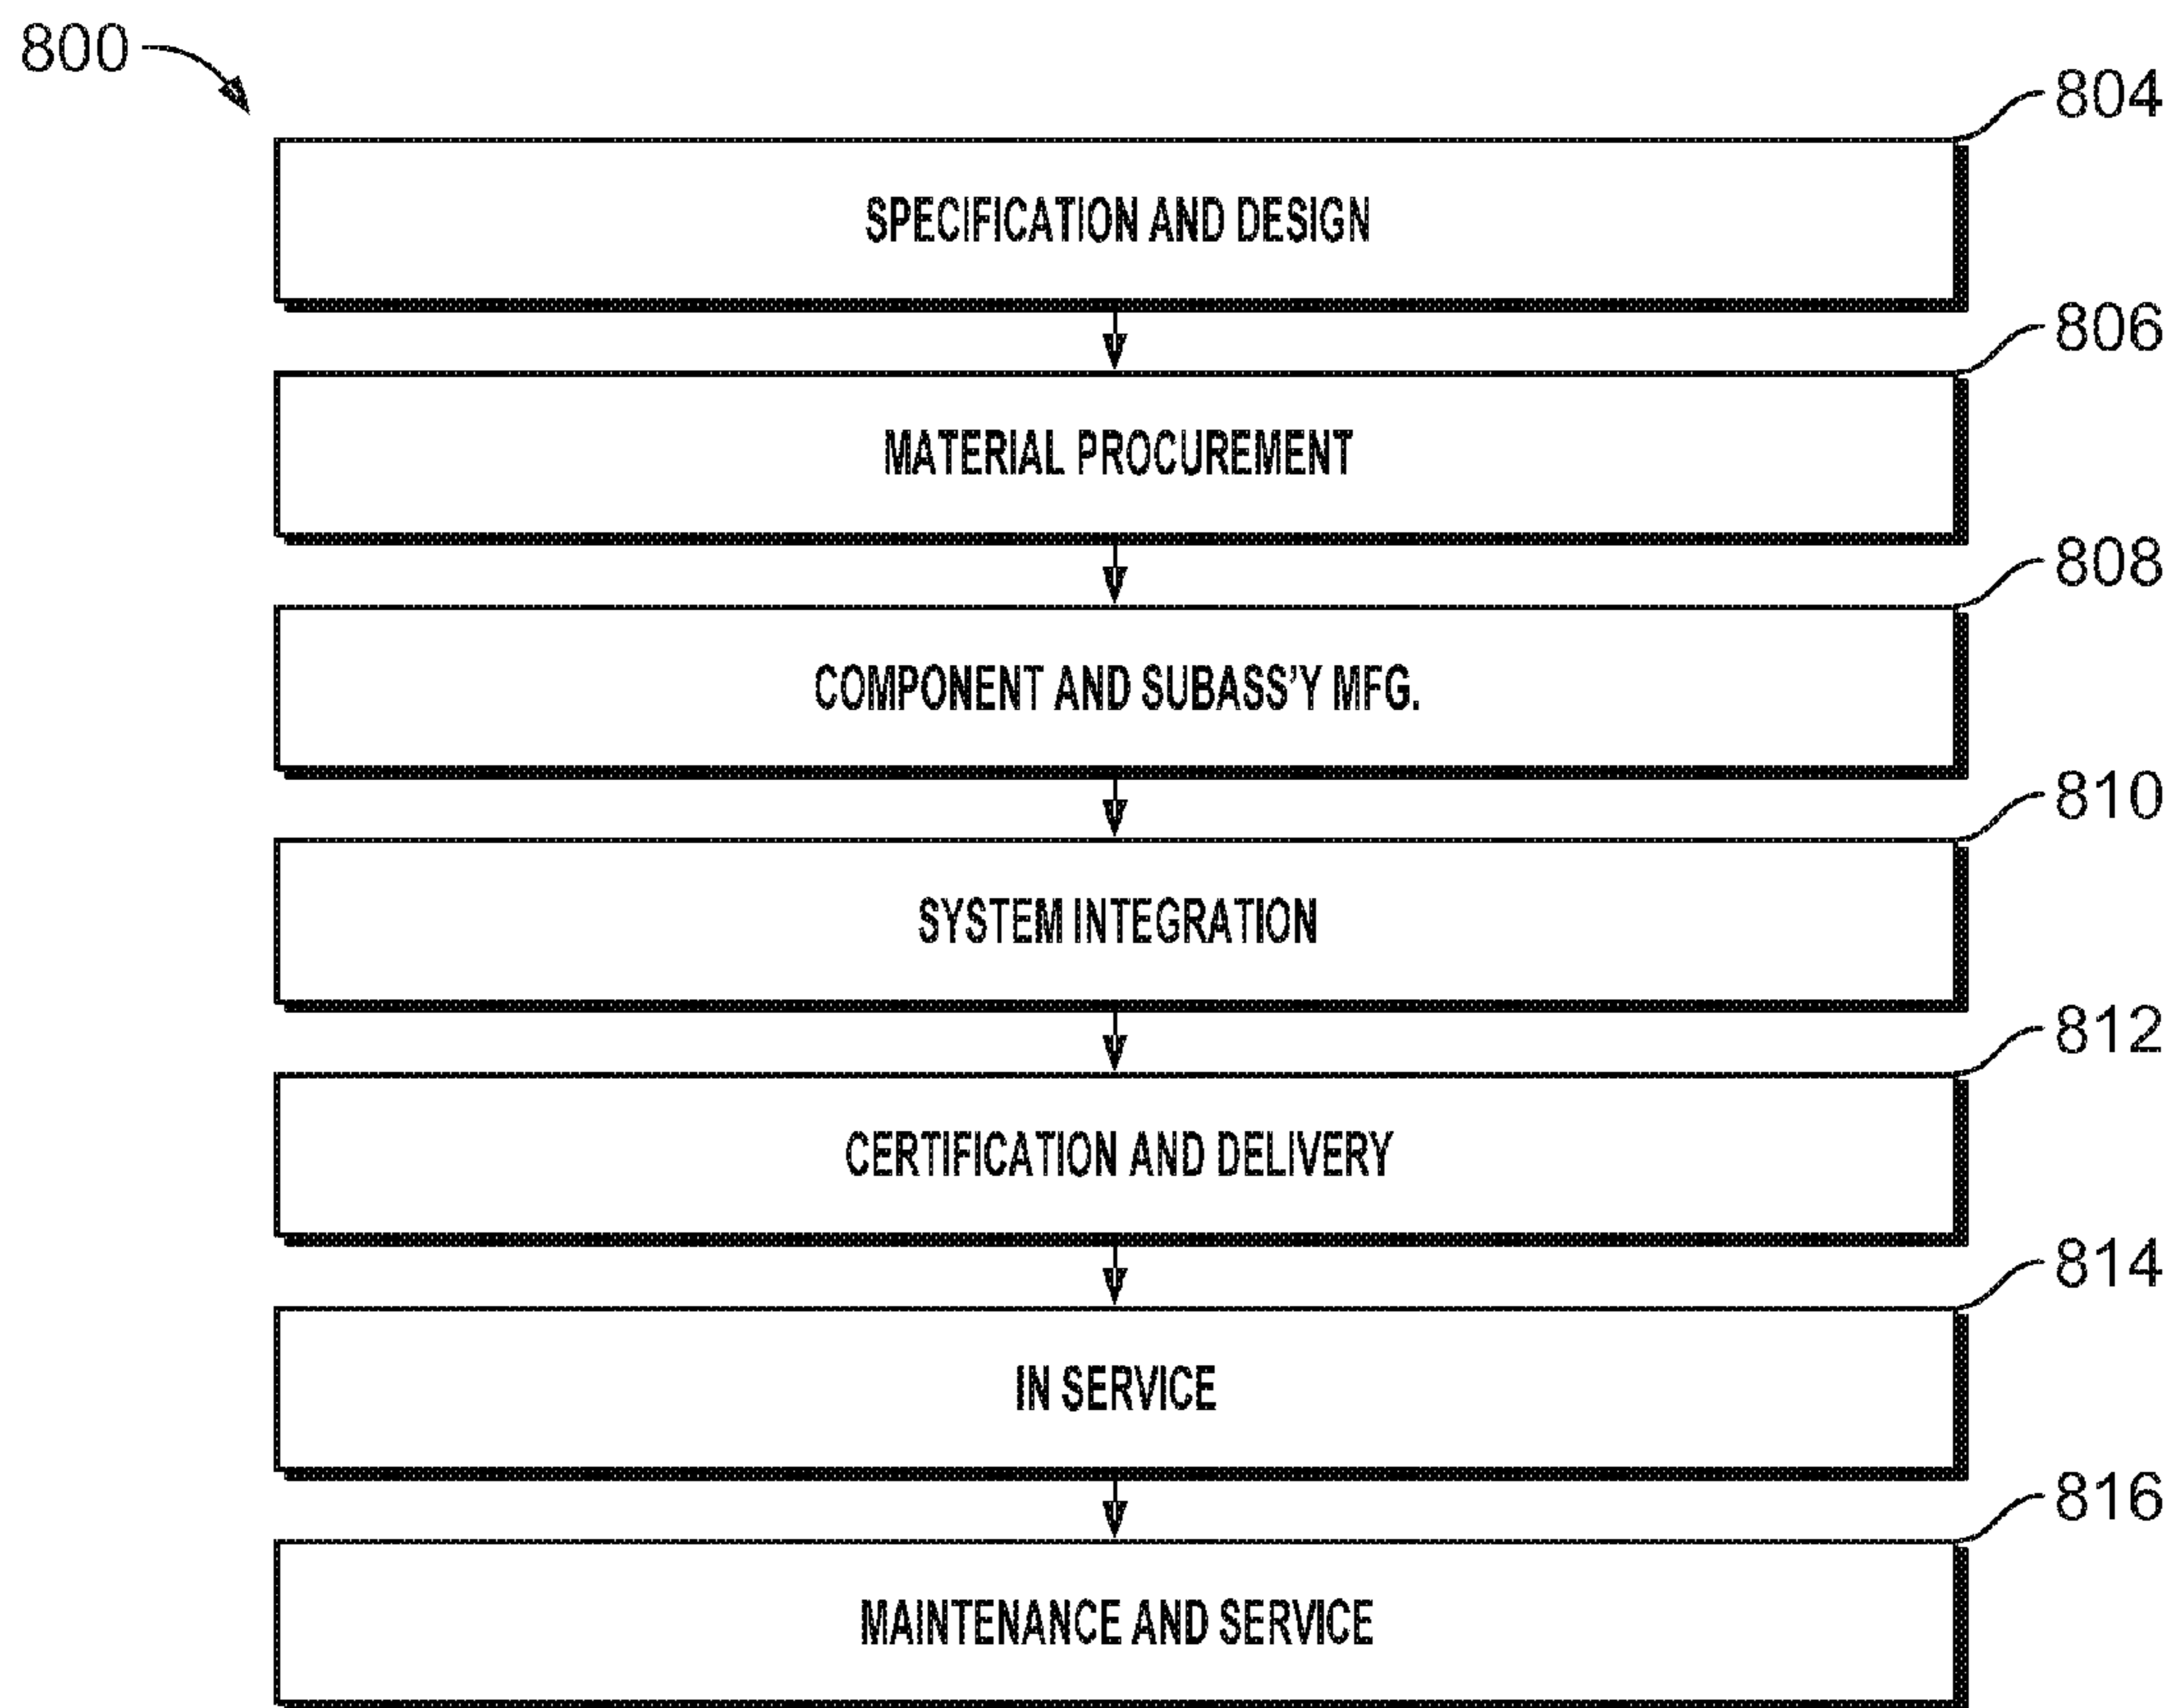 800
804
SPECIFICATION AND DESIGN
806
MATERIAL PROCUREMENT
808
COMPONENT AND SUBASS'Y MFG.
810
SYSTEM INTEGRATION
812
CERTIFICATION AND DELIVERY
814
IN SERVICE
816
MAINTENANCE AND SERVICE